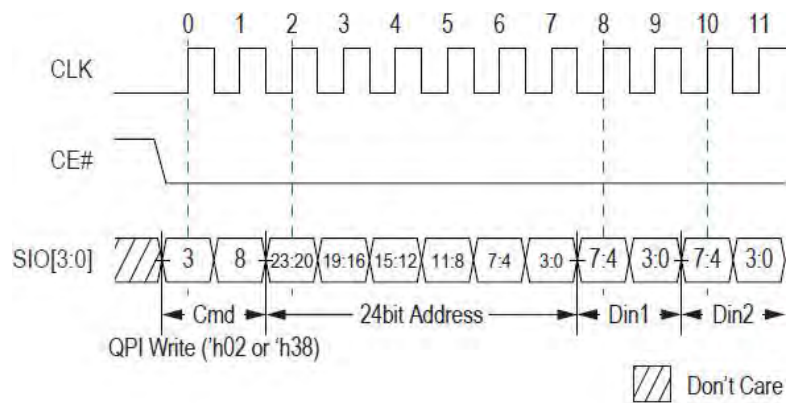 0 1 2 3 4 5 6 7 8 9 10 11
CLK
CE#
SIO[3:0] 3 8 23:20 19:16 15:12 11:8 7:4 3:0 7:4 3:0 7:4 3:0
Cmd 24bit Address Din1 Din2
QPI Write ('h02 or ‘h38)
Don't Care